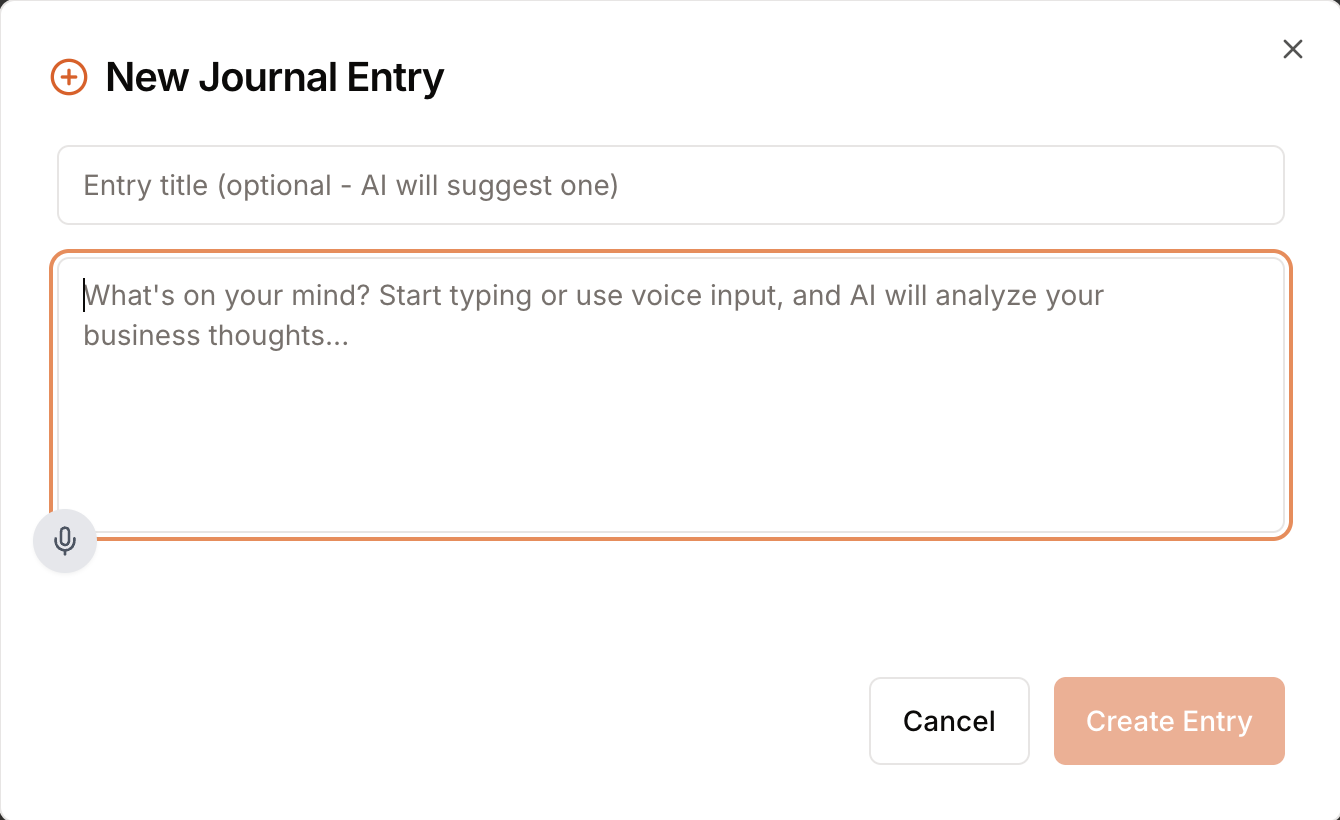 New Journal Entry
Entry title (optional - AI will suggest one)
What's on your mind? Start typing or use voice input, and AI will analyze your
business thoughts...
Cancel
Create Entry